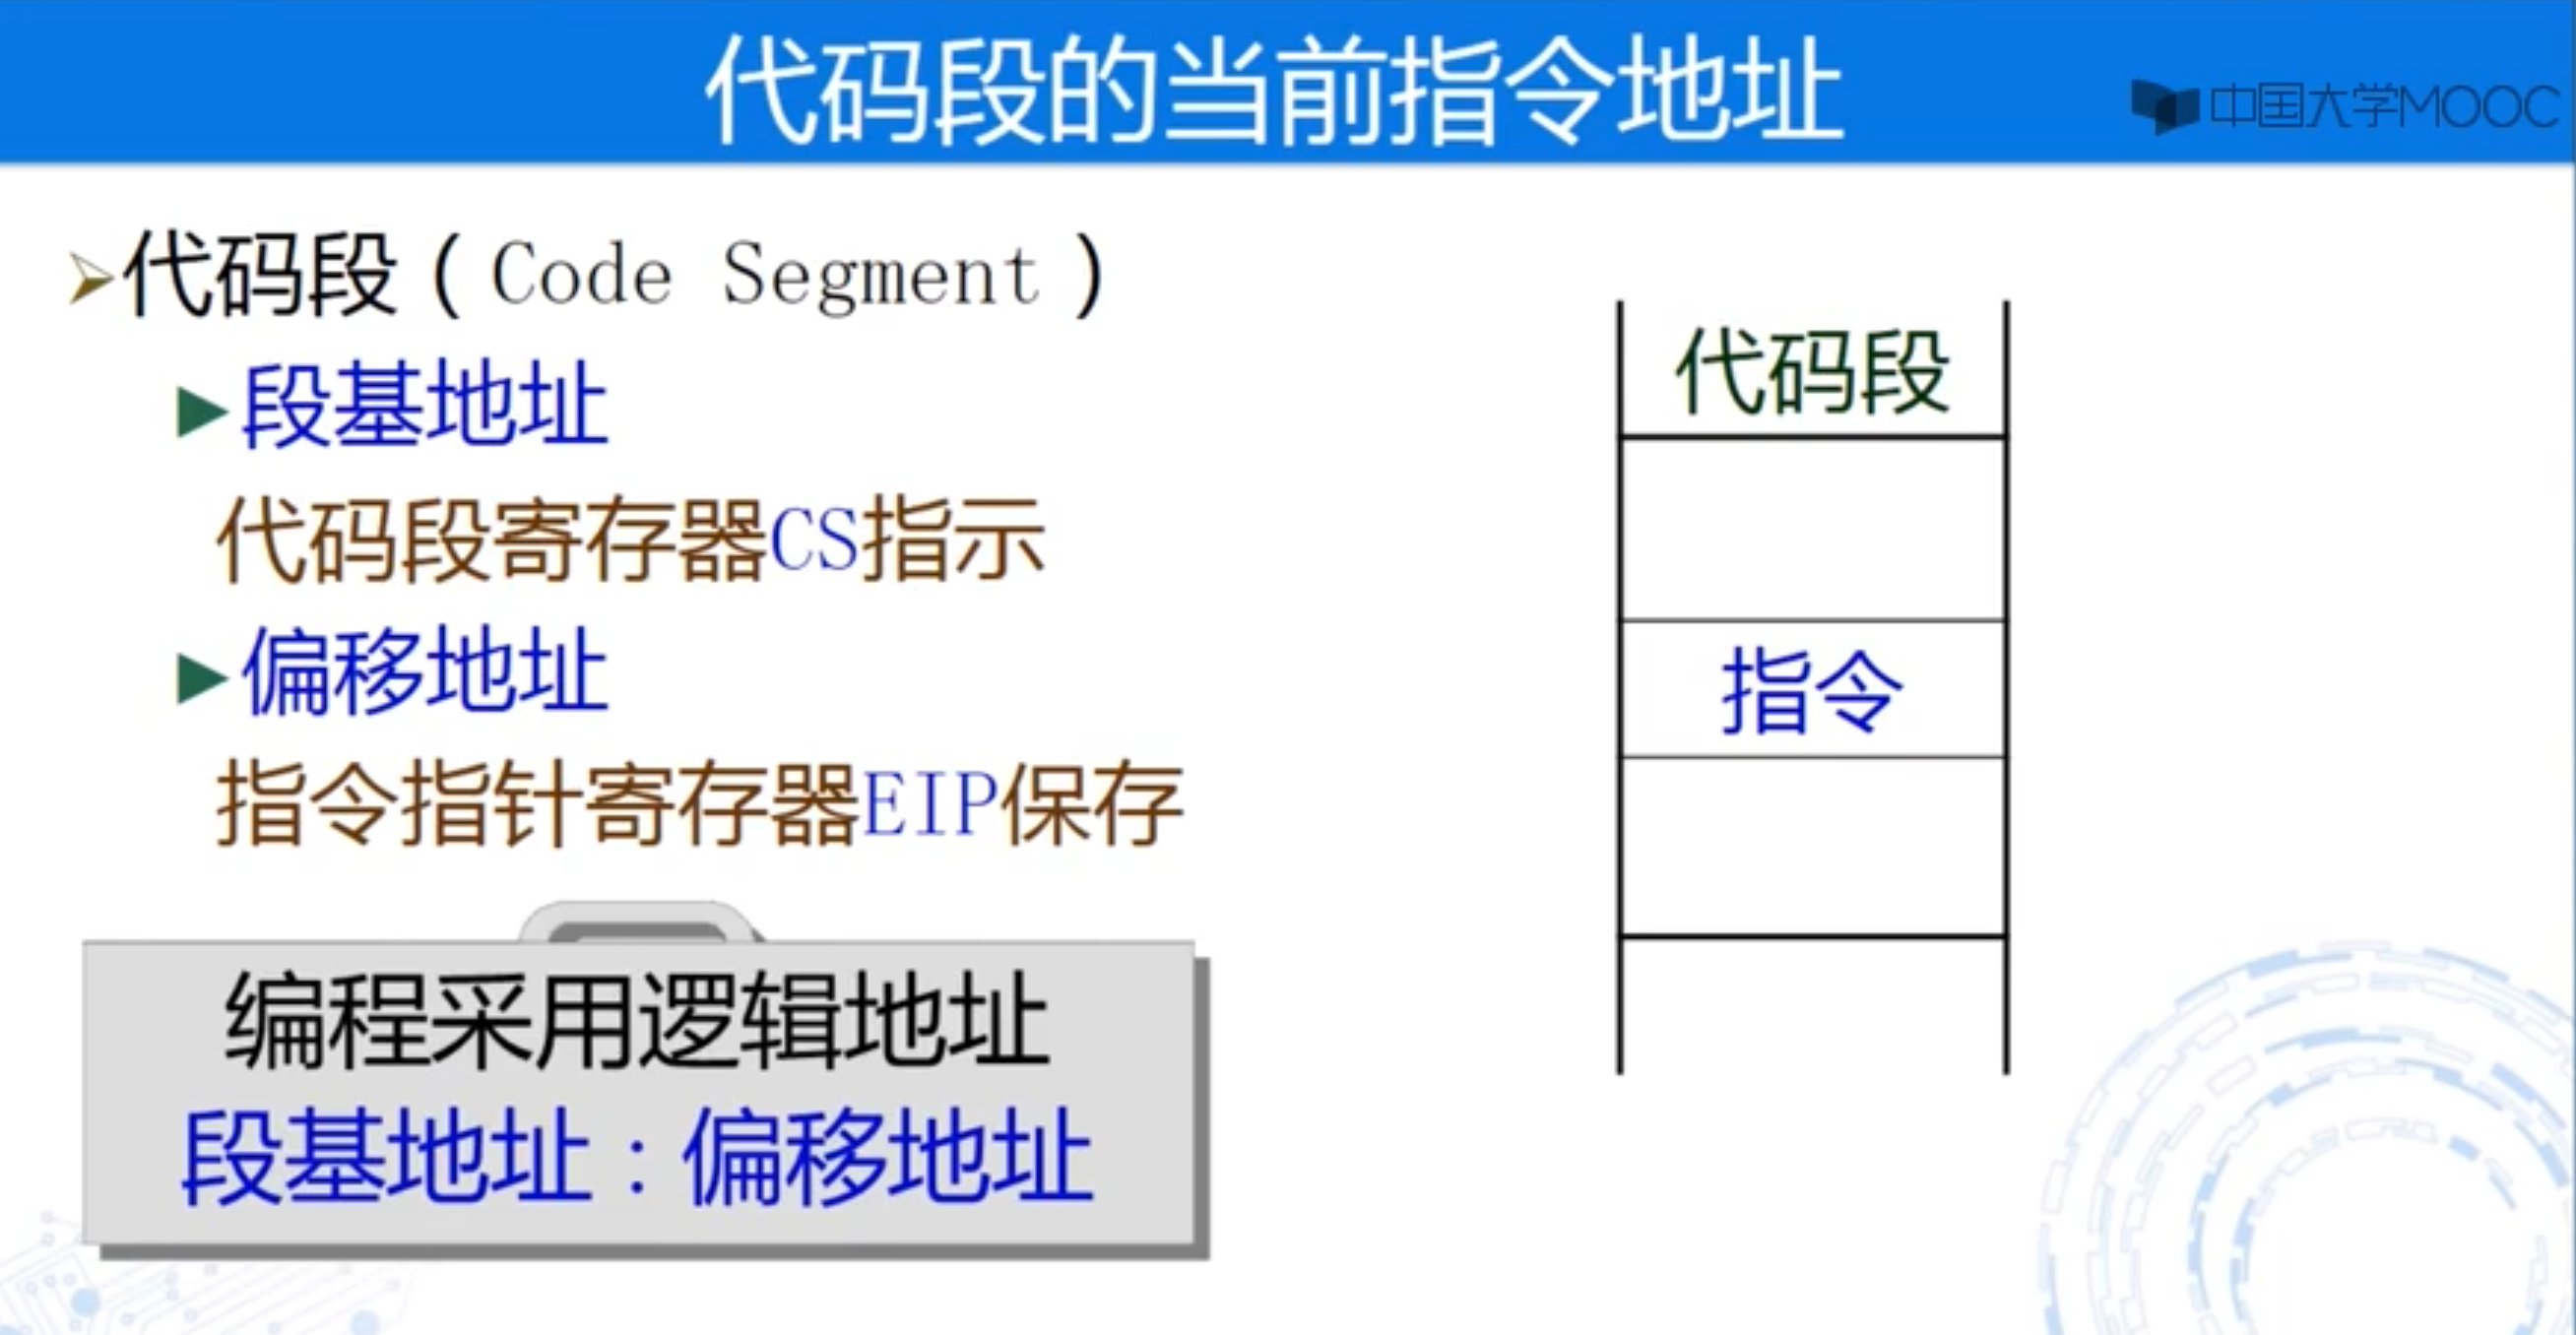 代码段的当前指令地址
中国大学MOOC
代码段（Code Segment）
段基地址
代码段寄存器CS指示
偏移地址
指令指针寄存器EIP保存
编程采用逻辑地址
段基地址：偏移地址
代码段
指令